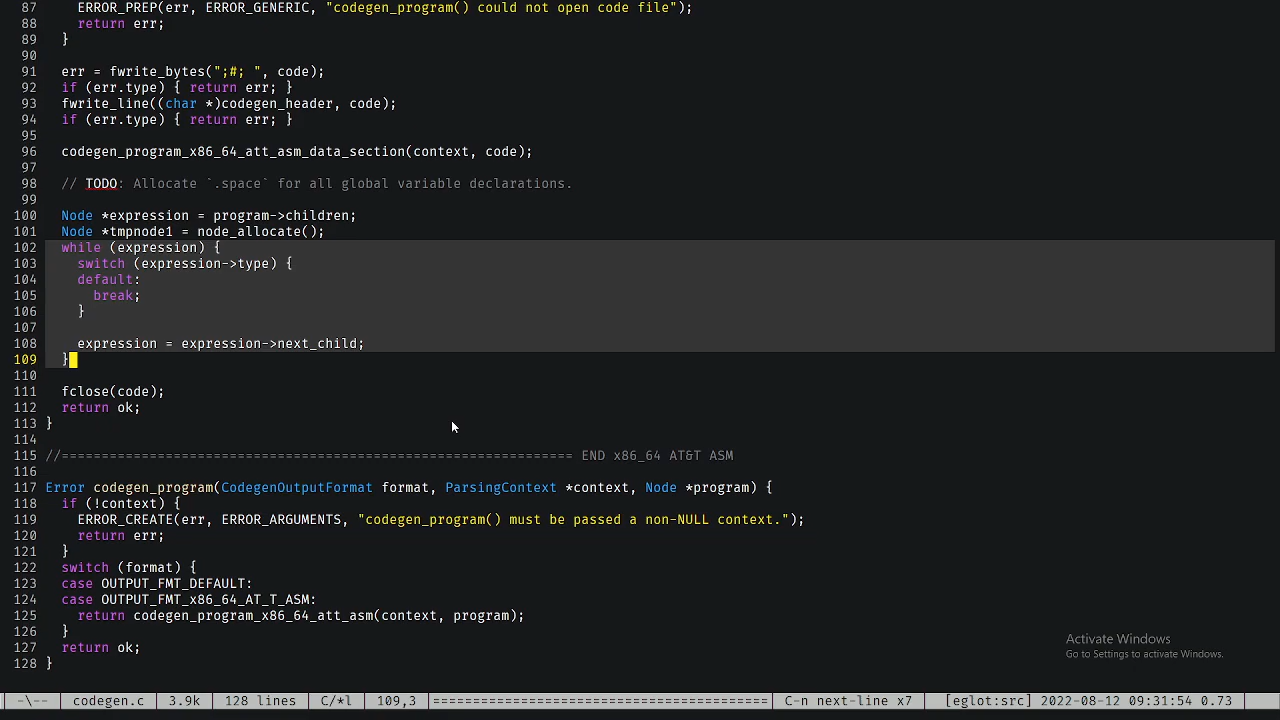 87     ERROR_PREP(err, ERROR_GENERIC, "codegen_program() could not open code file");
88     return err;
89   }
90
91   err = fwrite_bytes(";#; ", code);
92   if (err.type) { return err; }
93   fwrite_line((char *)codegen_header, code);
94   if (err.type) { return err; }
95
96   codegen_program_x86_64_att_asm_data_section(context, code);
97
98   // TODO: Allocate `.space` for all global variable declarations.
99
100   Node *expression = program->children;
101   Node *tmpnode1 = node_allocate();
102   while (expression) {
103     switch (expression->type) {
104     default:
105       break;
106     }
107
108     expression = expression->next_child;
109   }
110
111   fclose(code);
112   return ok;
113 }
114
115 //================================================================ END x86_64 AT&T ASM
116
117 Error codegen_program(CodegenOutputFormat format, ParsingContext *context, Node *program) {
118   if (!context) {
119     ERROR_CREATE(err, ERROR_ARGUMENTS, "codegen_program() must be passed a non-NULL context.");
120     return err;
121   }
122   switch (format) {
123   case OUTPUT_FMT_DEFAULT:
124   case OUTPUT_FMT_x86_64_AT_T_ASM:
125     return codegen_program_x86_64_att_asm(context, program);
126   }
127   return ok;
128 }
Activate Windows
Go to Settings to activate Windows.
-\-- codegen.c 3.9k 128 lines C/*l 109,3 ========================================== C-n next-line x7 [eglot:src] 2022-08-12 09:31:54 0.73